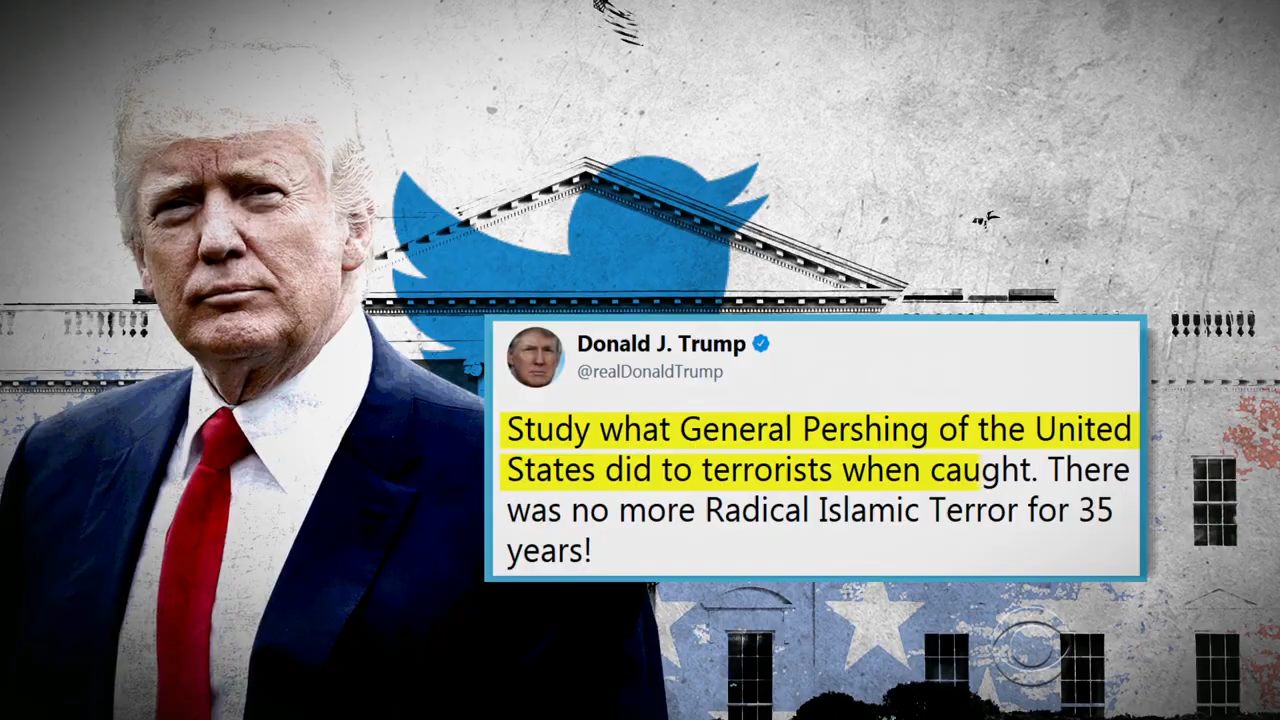 Donald J. Trump
@realDonaldTrump
Study what General Pershing of the United
States did to terrorists when caught. There
was no more Radical Islamic Terror for 35
years!